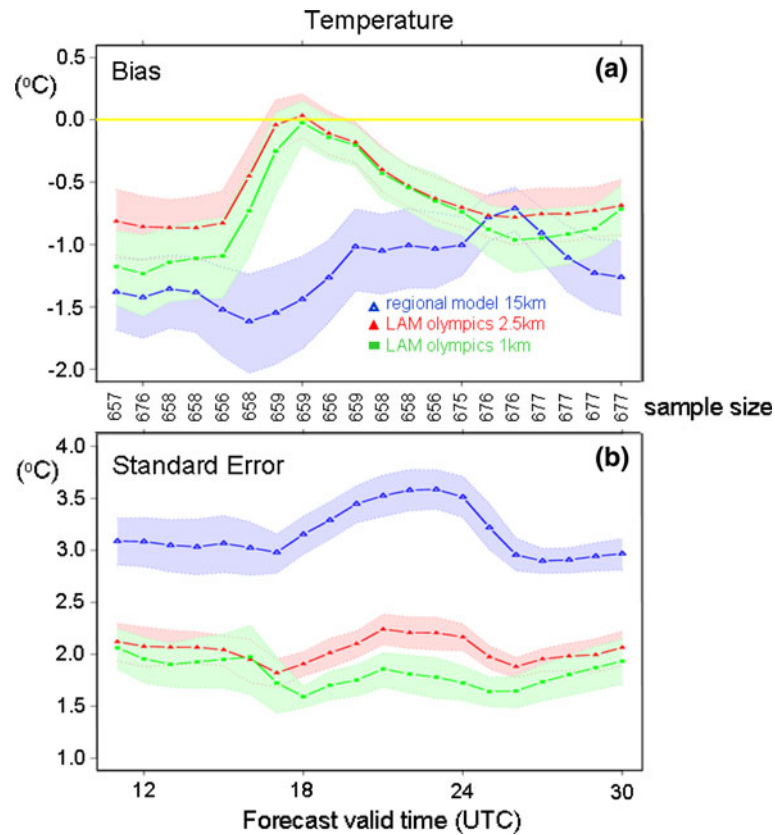 Temperature
0.5
Bias
(a)
(°C)
0.0
-0.5
-1.0
-1.5
-2.0
regional model 15km
LAM olympics 2.5km
LAM olympics 1km
657 676 658 658 656 658 659 659 656 659 658 658 656 675 676 676 677 677 677 677
sample size
4.0
(°C)
Standard Error
(b)
3.5
3.0
2.5
2.0
1.5
1.0
12 18 24 30
Forecast valid time (UTC)